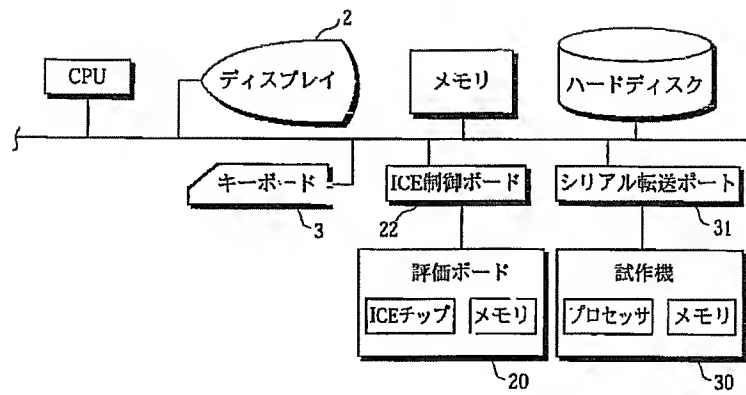 2
CPU
ディスプレイ
メモリ
ハードディスク
キーボード
3
ICE制御ボード
22
シリアル転送ポート
31
評価ボード
ICEチップ
メモリ
20
試作機
プロセッサ
メモリ
30